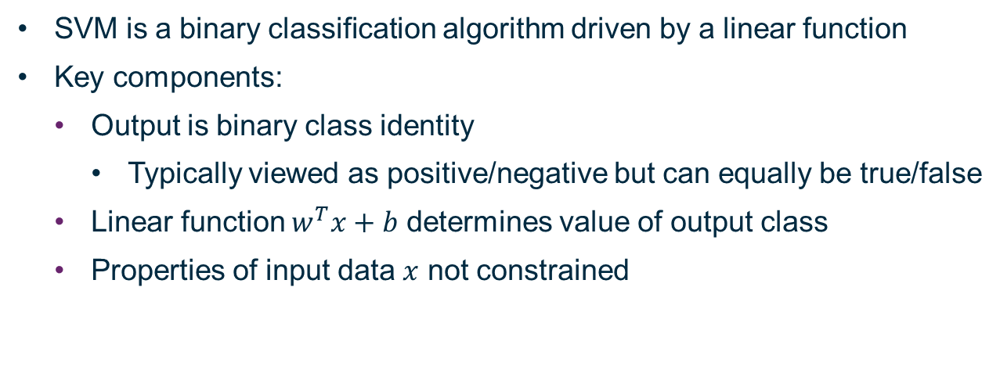 • SVM is a binary classification algorithm driven by a linear function
• Key components:
• Output is binary class identity
• Typically viewed as positive/negative but can equally be true/false
• Linear function $w^T x + b$ determines value of output class
• Properties of input data $x$ not constrained